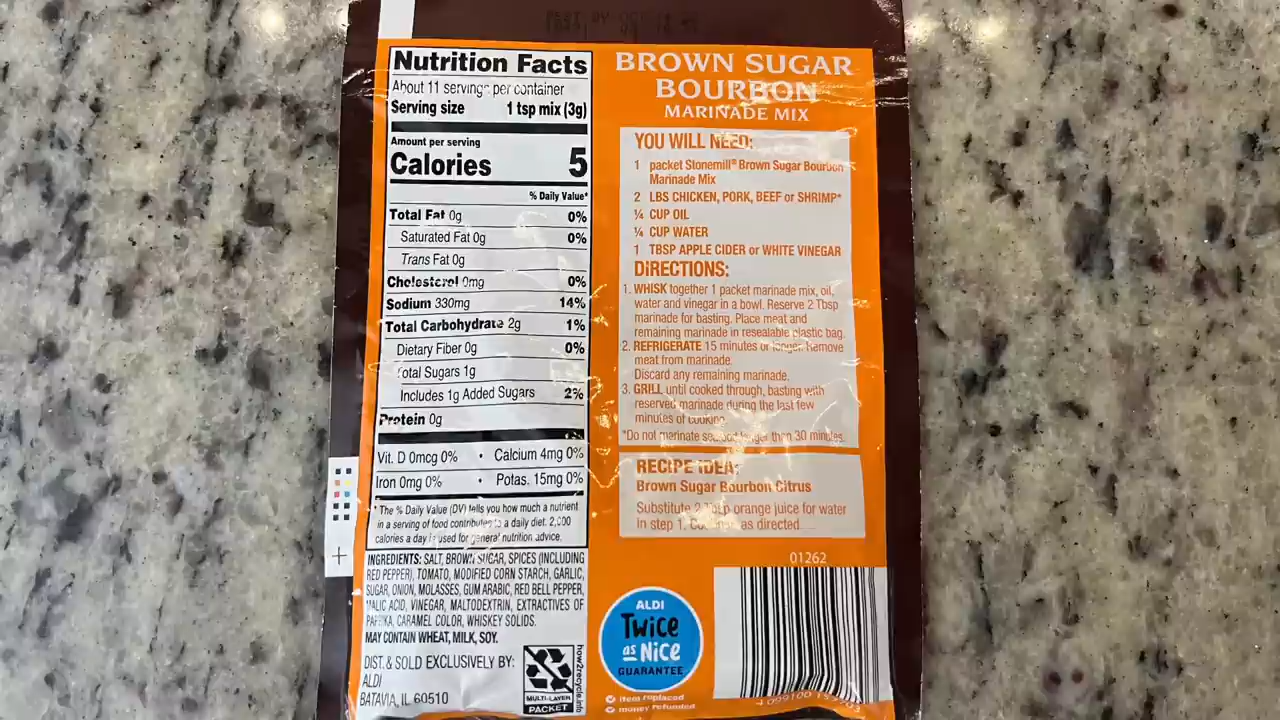 Nutrition Facts
About 11 servings per container
Serving size 1 tsp mix (3g)
Amount per serving
Calories 5
% Daily Value*
Total Fat 0g 0%
Saturated Fat 0g 0%
Trans Fat 0g
Cholesterol 0mg 0%
Sodium 330mg 14%
Total Carbohydrate 2g 1%
Dietary Fiber 0g 0%
Total Sugars 1g
Includes 1g Added Sugars 2%
Protein 0g
Vit. D 0mcg 0% • Calcium 4mg 0%
Iron 0mg 0% • Potas. 15mg 0%
* The % Daily Value (DV) tells you how much a nutrient
in a serving of food contributes to a daily diet. 2,000
calories a day is used for general nutrition advice.
INGREDIENTS: SALT, BROWN SUGAR, SPICES (INCLUDING
RED PEPPER), TOMATO, MODIFIED CORN STARCH, GARLIC,
SUGAR, ONION, MOLASSES, GUM ARABIC, RED BELL PEPPER,
MALIC ACID, VINEGAR, MALTODEXTRIN, EXTRACTIVES OF
PAPRIKA, CARAMEL COLOR, WHISKEY SOLIDS.
MAY CONTAIN WHEAT, MILK, SOY.
DIST. & SOLD EXCLUSIVELY BY:
ALDI
BATAVIA, IL 60510
MULTI-LAYER
PACKET
how2recycle.info
BROWN SUGAR
BOURBON
MARINADE MIX
YOU WILL NEED:
1 packet Stonemill® Brown Sugar Bourbon
Marinade Mix
2 LBS CHICKEN, PORK, BEEF or SHRIMP*
¼ CUP OIL
¼ CUP WATER
1 TBSP APPLE CIDER or WHITE VINEGAR
DIRECTIONS:
1. WHISK together 1 packet marinade mix, oil,
water and vinegar in a bowl. Reserve 2 Tbsp
marinade for basting. Place meat and
remaining marinade in resealable plastic bag.
2. REFRIGERATE 15 minutes or longer. Remove
meat from marinade.
Discard any remaining marinade.
3. GRILL until cooked through, basting with
reserved marinade during the last few
minutes of cooking.
*Do not marinate seafood longer than 30 minutes.
RECIPE IDEA:
Brown Sugar Bourbon Citrus
Substitute 2 Tbsp orange juice for water
in step 1. as directed.
01262
ALDI
Twice
as Nice
GUARANTEE
item replaced
money refunded